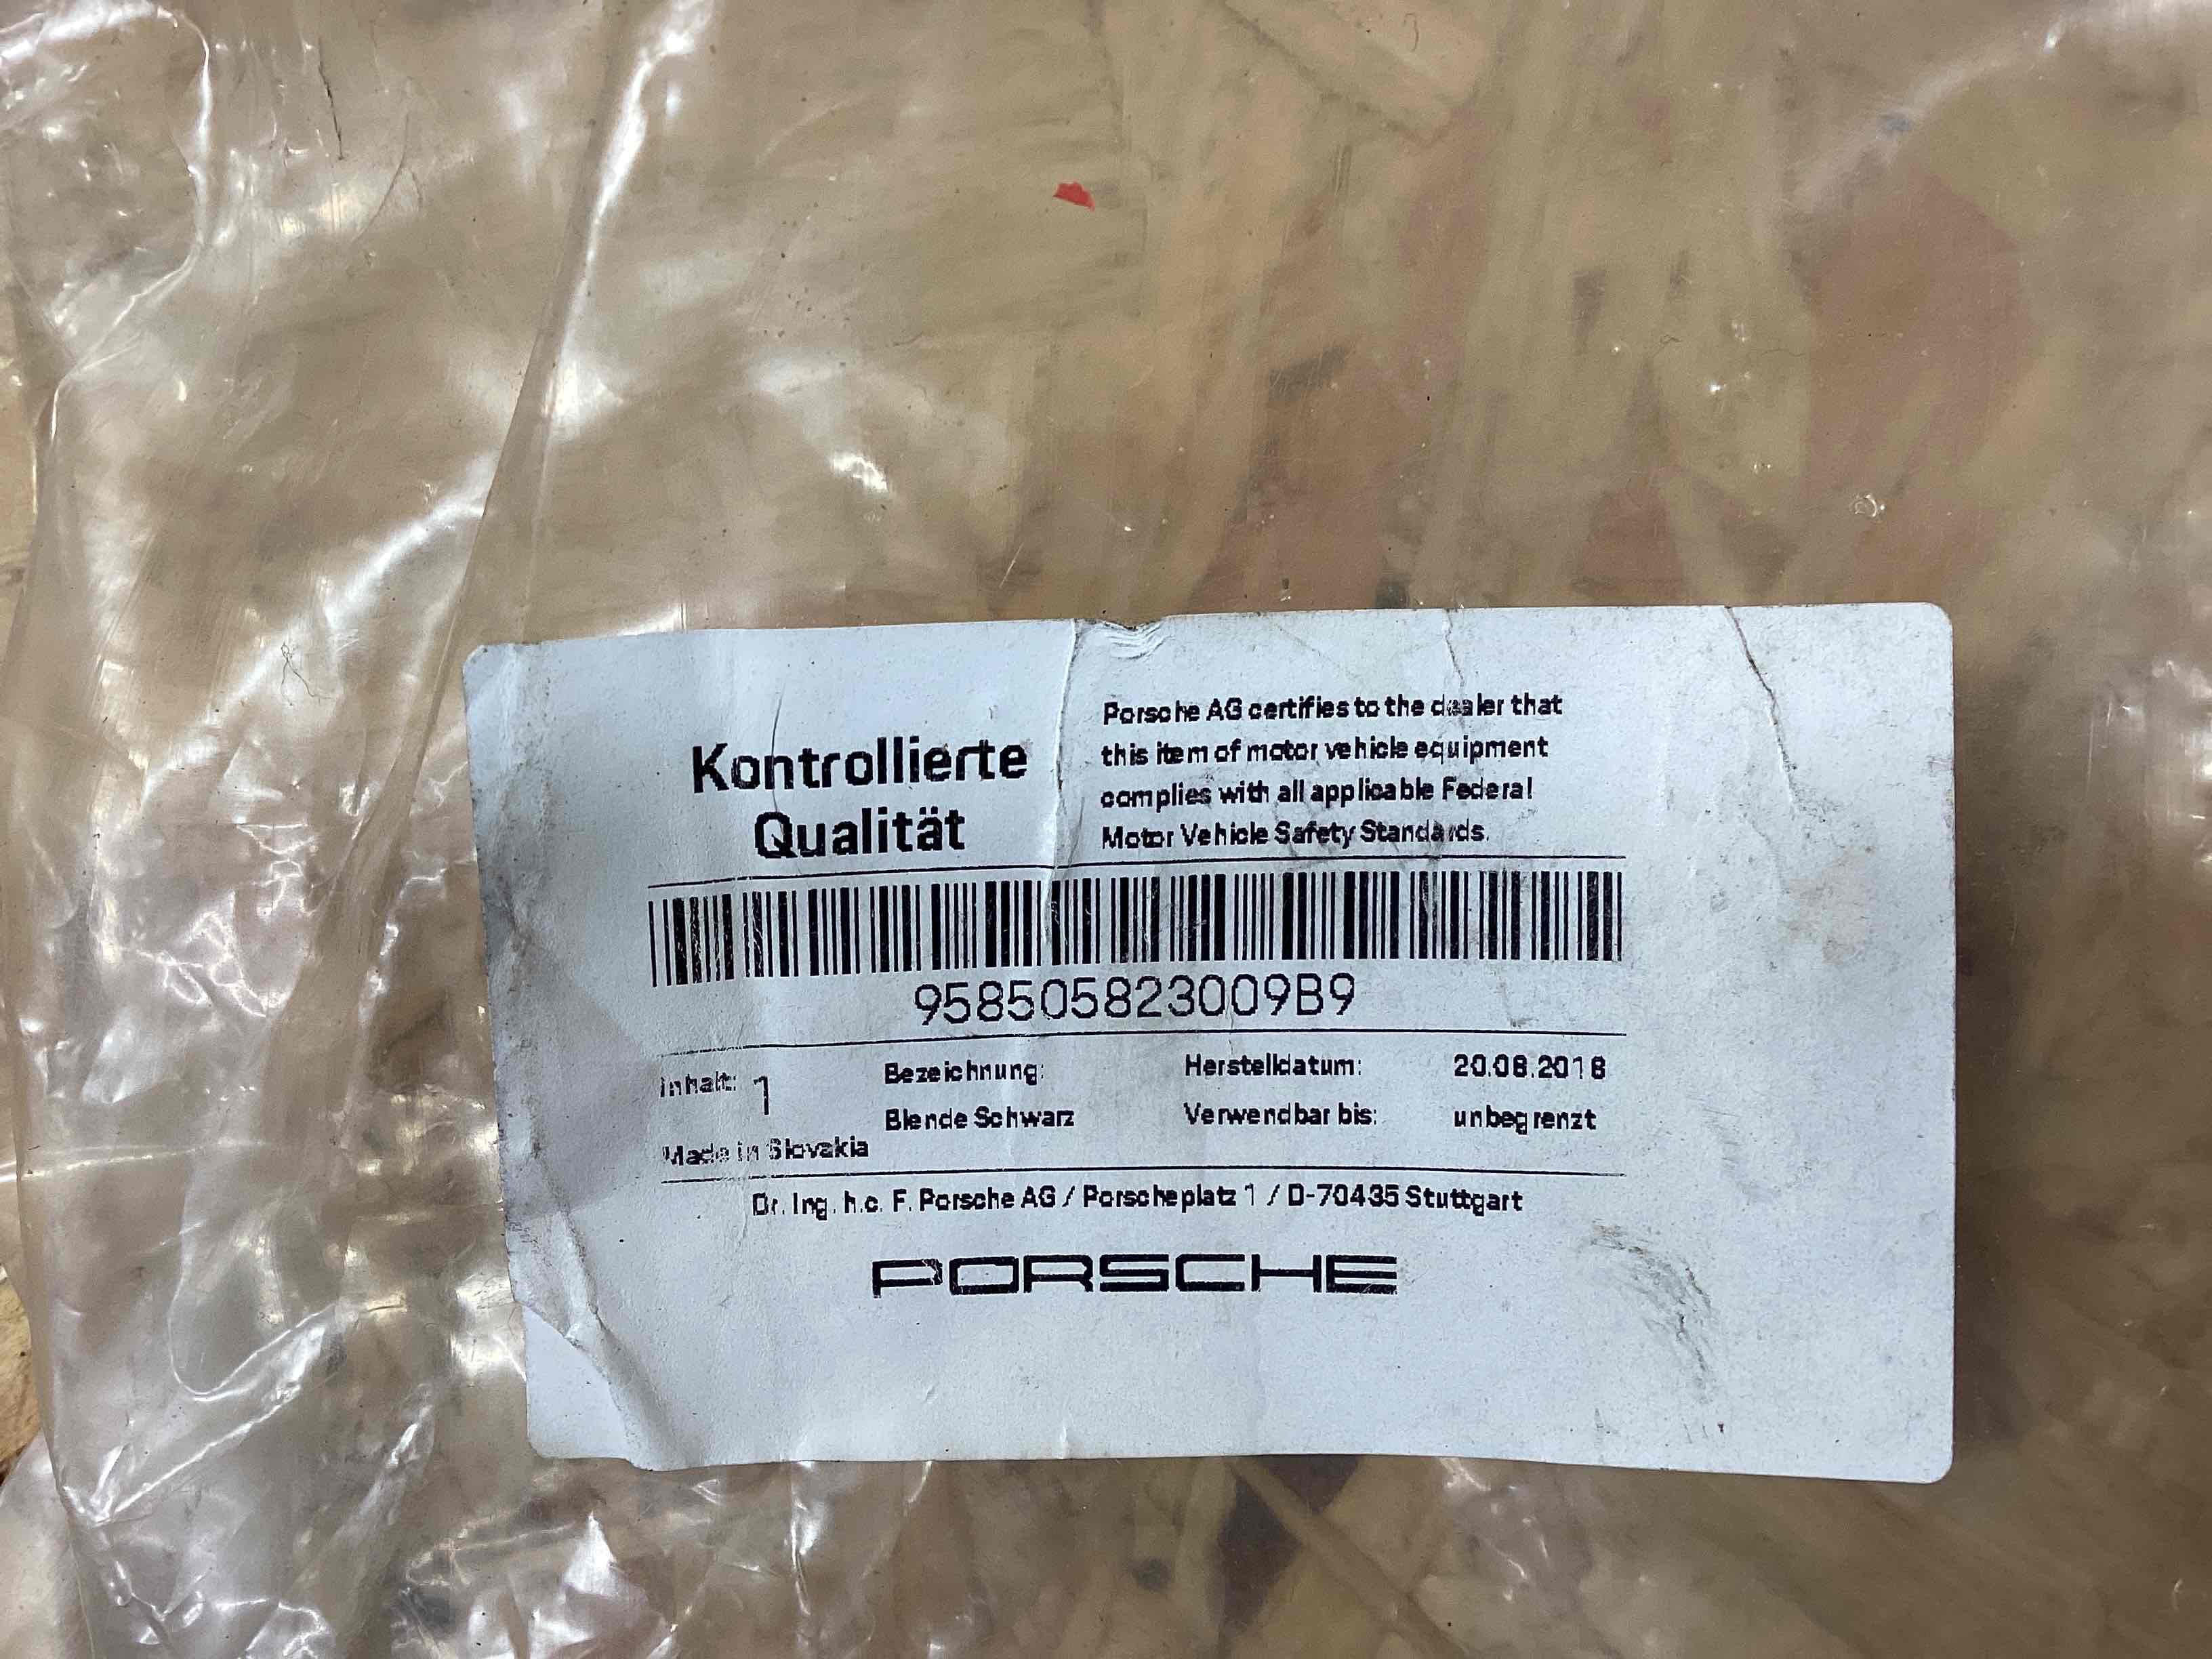 Kontrollierte
Qualität
Porsche AG certifies to the dealer that
this item of motor vehicle equipment
complies with all applicable Federal
Motor Vehicle Safety Standards.
958505823009B9
Inhalt: 1
Made in Slovakia
Bezeichnung:
Blende Schwarz
Herstelldatum: 20.08.2018
Verwendbar bis: unbegrenzt
Dr. Ing. h.c. F. Porsche AG / Porscheplatz 1 / D-70435 Stuttgart
PORSCHE